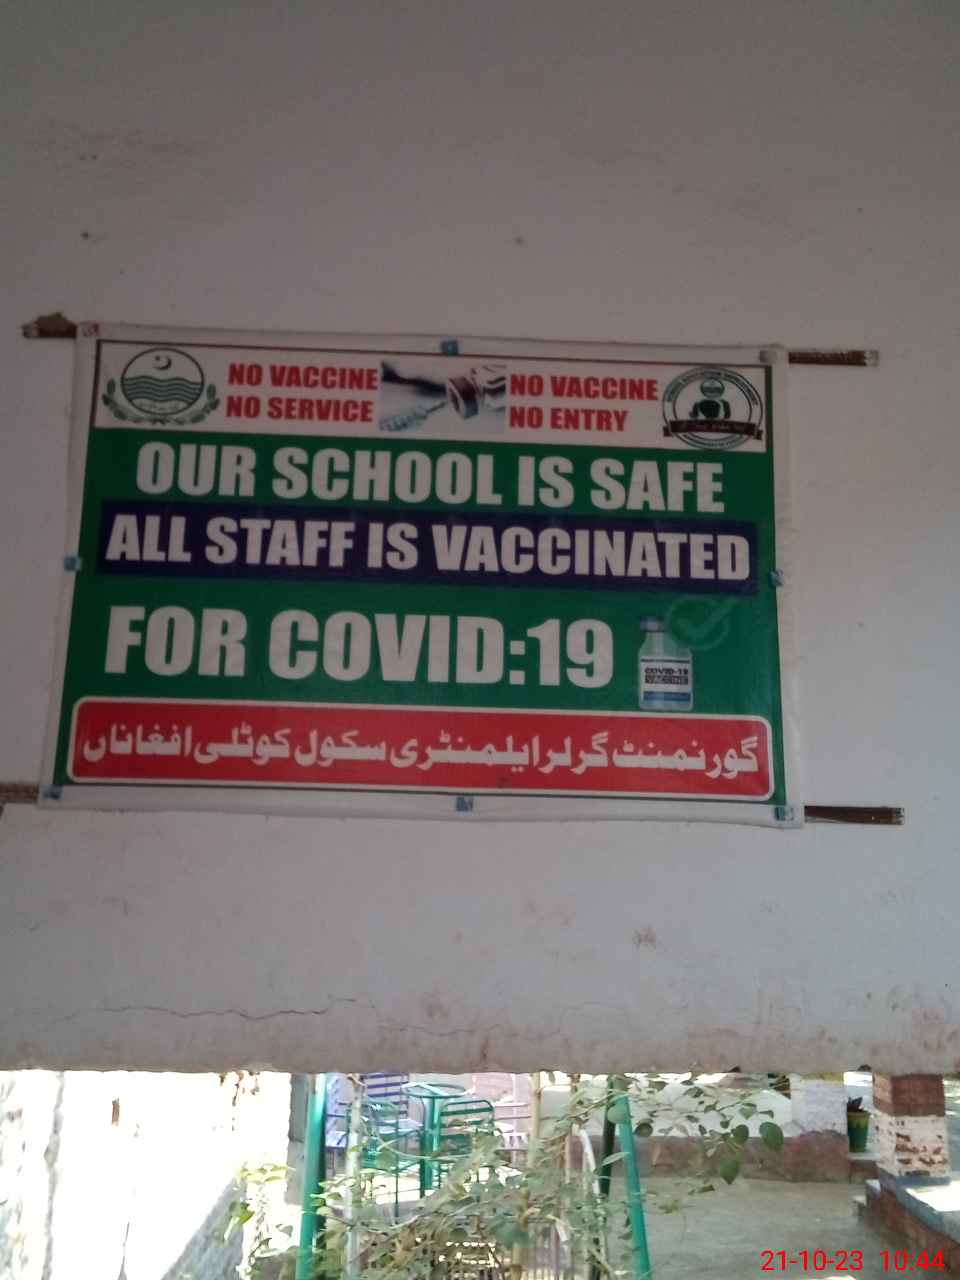 NO VACCINE
NO SERVICE
NO VACCINE
NO ENTRY
OUR SCHOOL IS SAFE
ALL STAFF IS VACCINATED
FOR COVID:19
COVID-19
VACCINE
گورنمنٹ گرلز ایلمنٹری سکول کوٹلی افغاناں
21-10-23 10:44